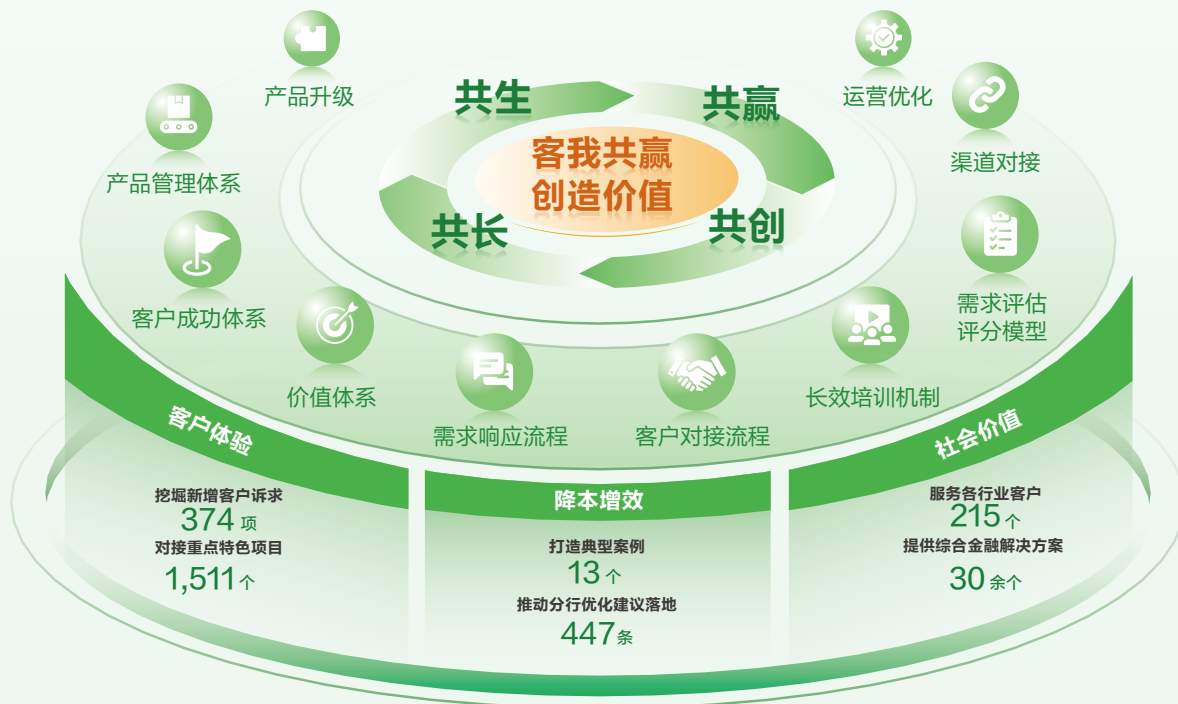 产品升级
运营优化
共生
共赢
产品管理体系
渠道对接
客我共赢
创造价值
共长
共创
客户成功体系
需求评估
评分模型
价值体系
长效培训机制
需求响应流程
客户对接流程
客户体验
挖掘新增客户诉求
374 项
对接重点特色项目
1,511 个
降本增效
打造典型案例
13 个
推动分行优化建议落地
447 条
社会价值
服务各行业客户
215 个
提供综合金融解决方案
30 余个